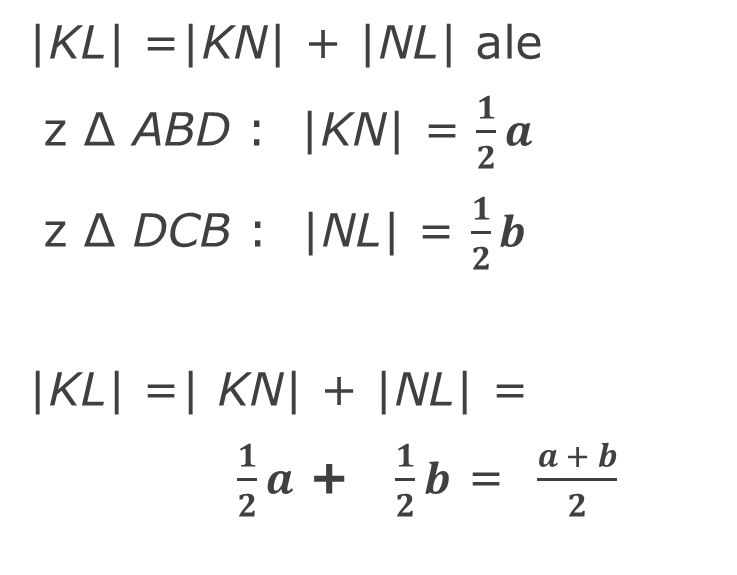 |KL| =|KN| + |NL| ale
z Δ ABD : |KN| = 1/2 a
z Δ DCB : |NL| = 1/2 b
|KL| =| KN| + |NL| =
1/2 a + 1/2 b = a + b/2